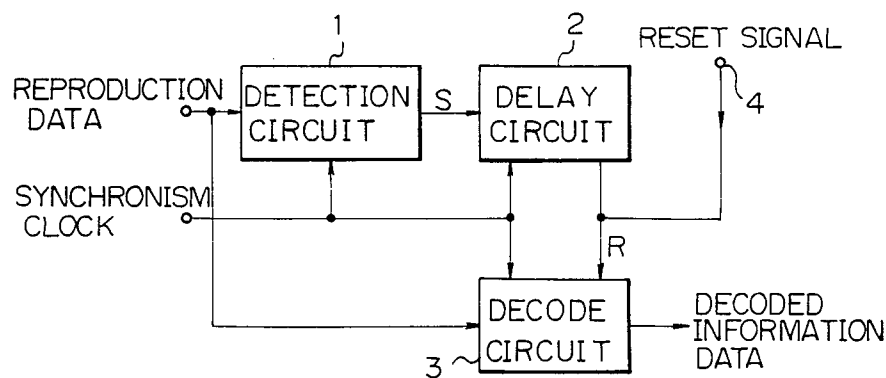 1
2
RESET SIGNAL
4
REPRODUCTION
DATA
DETECTION
CIRCUIT
S
DELAY
CIRCUIT
SYNCHRONISM
CLOCK
R
DECODE
CIRCUIT
3
DECODED
INFORMATION
DATA